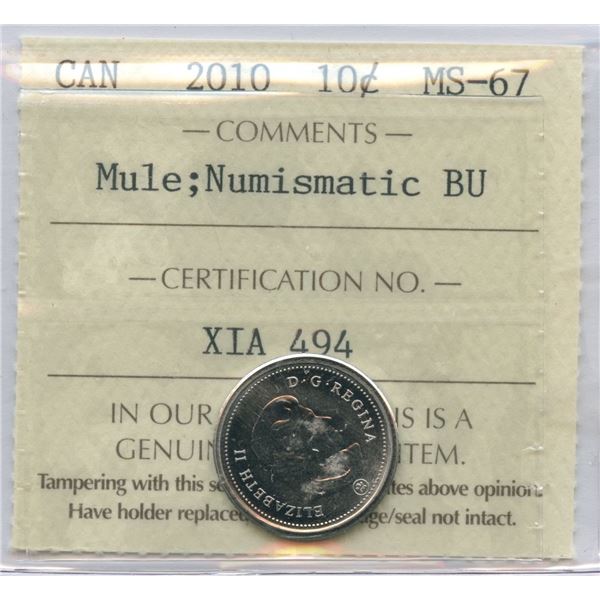 CAN 2010 10¢ MS-67
— COMMENTS —
Mule;Numismatic BU
— CERTIFICATION NO. —
XIA 494
IN OUR IS IS A
GENUIN ITEM.
Tampering with this se tes above opinion.
Have holder replaced ge/seal not intact.
ELIZABETH II D·G·REGINA